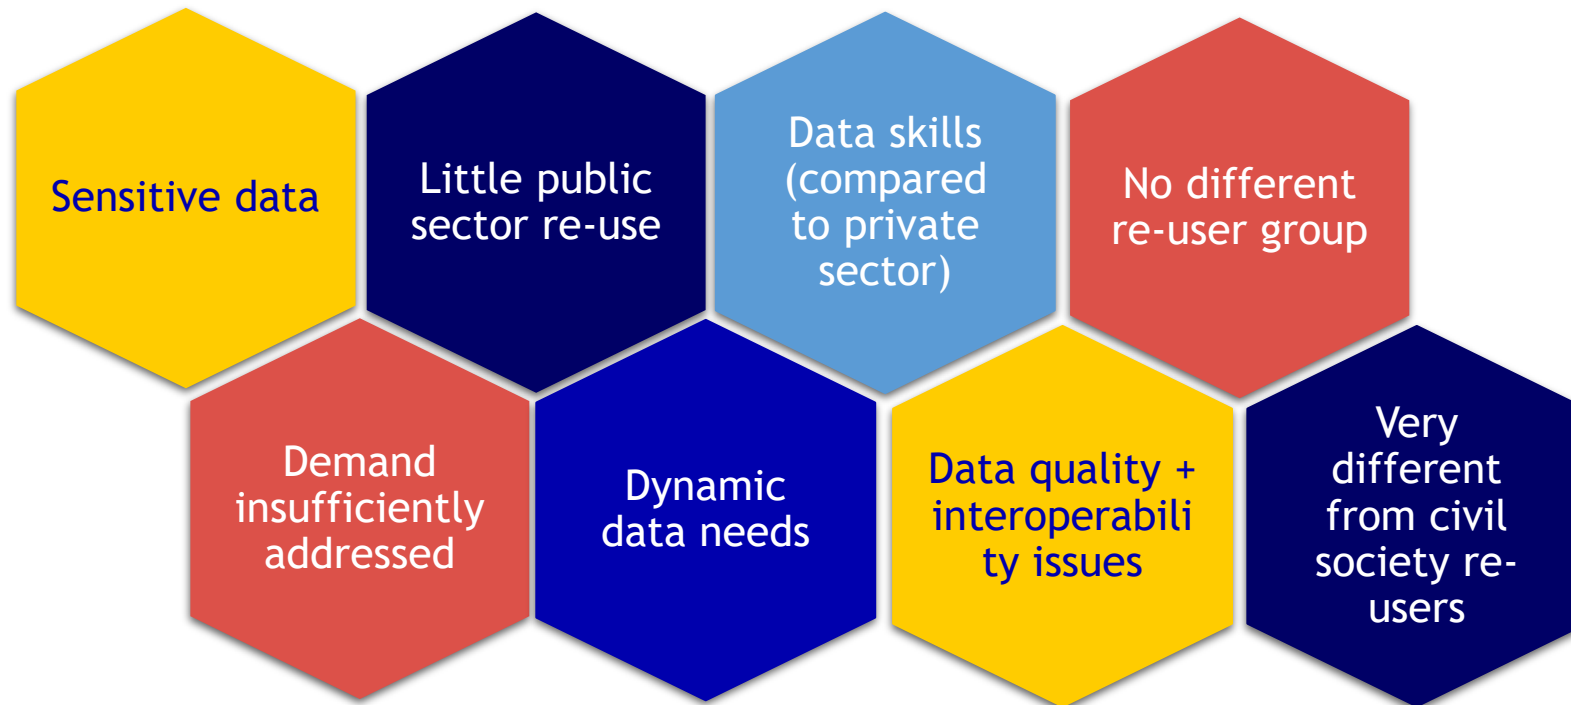 Sensitive data
Little public
sector re-use
Data skills
(compared
to private
sector)
No different
re-user group
Demand
insufficiently
addressed
Dynamic
data needs
Data quality +
interoperabili
ty issues
Very
different
from civil
society re-
users